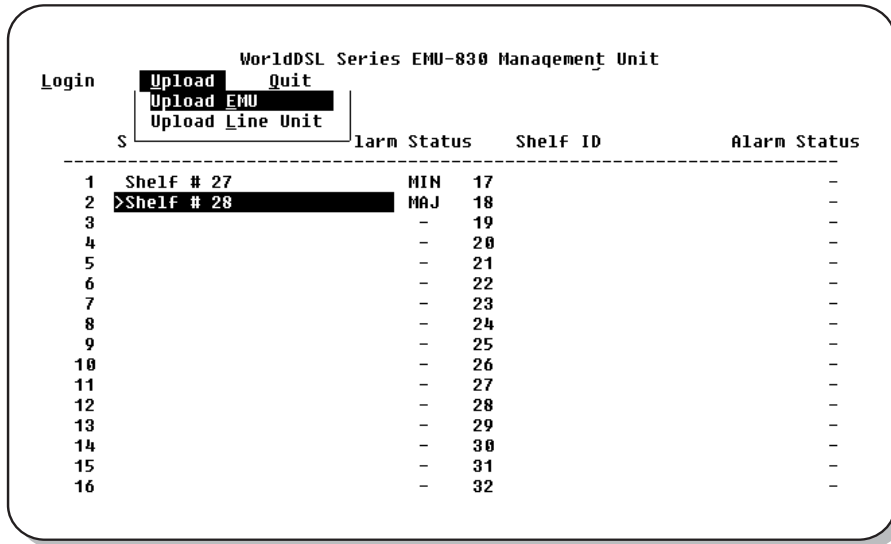 WorldDSL Series EMU-830 Management Unit
Login Upload Quit
Upload EMU
Upload Line Unit
S larm Status Shelf ID Alarm Status
--------------------------------------------------------------------------------
1 Shelf # 27 MIN 17 -
2 >Shelf # 28 MAJ 18 -
3 - 19 -
4 - 20 -
5 - 21 -
6 - 22 -
7 - 23 -
8 - 24 -
9 - 25 -
10 - 26 -
11 - 27 -
12 - 28 -
13 - 29 -
14 - 30 -
15 - 31 -
16 - 32 -